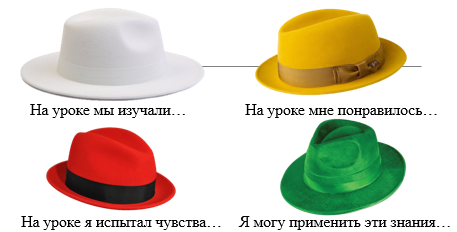 На уроке мы изучали…
На уроке мне понравилось…
На уроке я испытал чувства…
Я могу применить эти знания…